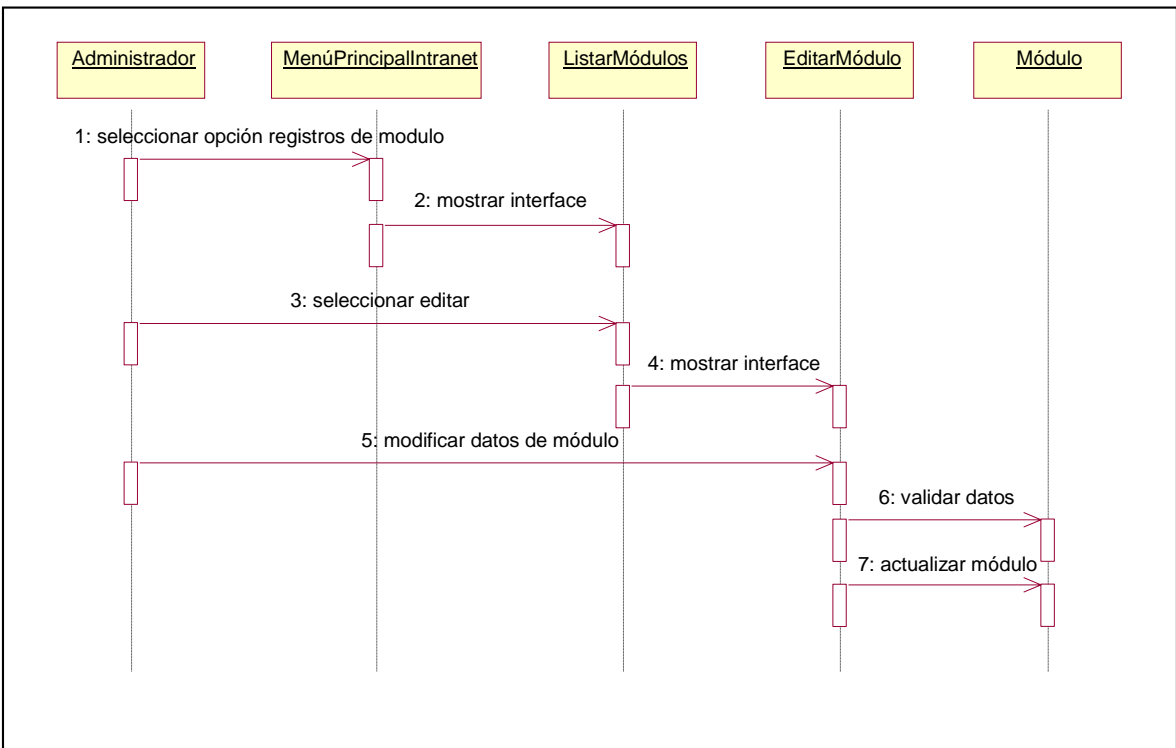 Administrador
MenúPrincipalIntranet
ListarMódulos
EditarMódulo
Módulo
1: seleccionar opción registros de modulo
2: mostrar interface
3: seleccionar editar
4: mostrar interface
5: modificar datos de módulo
6: validar datos
7: actualizar módulo